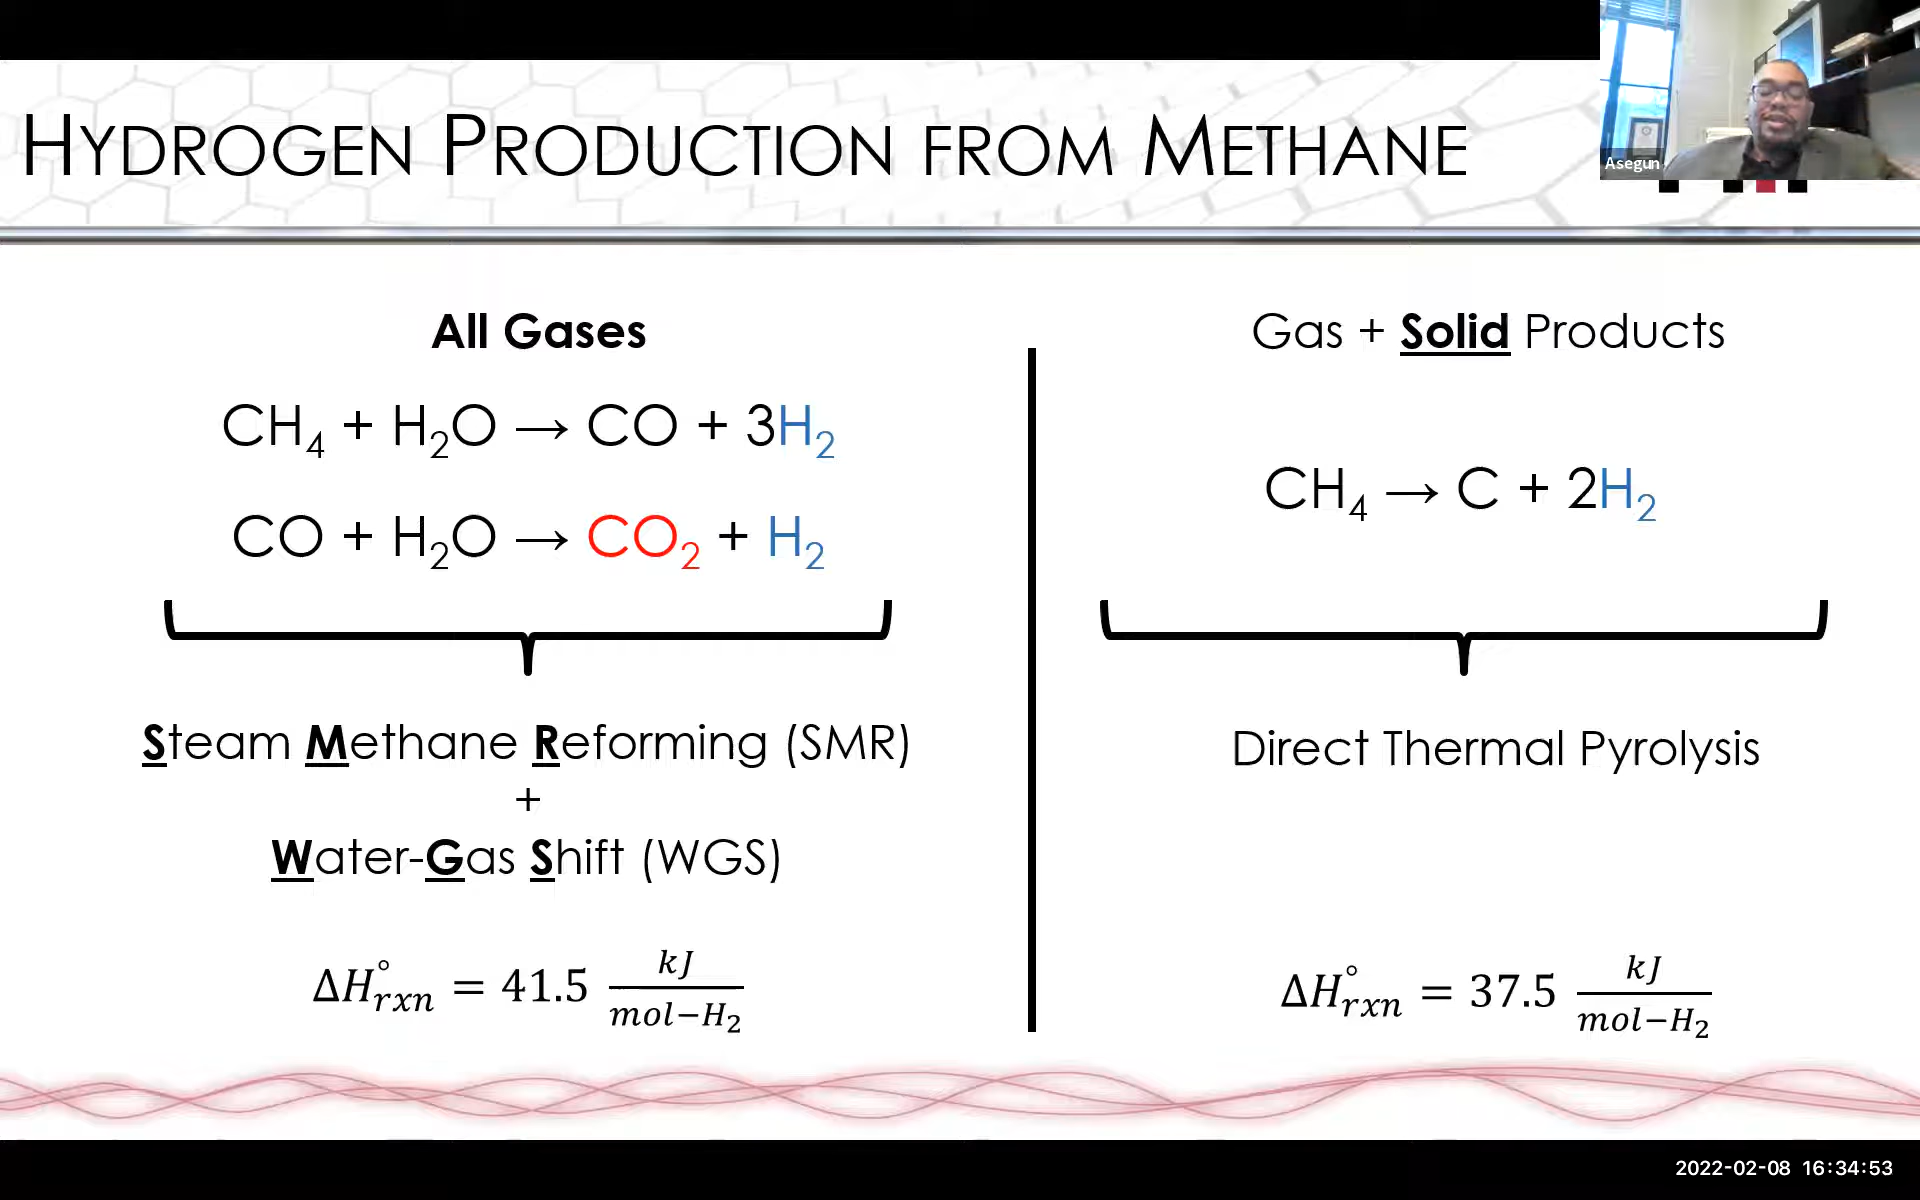 HYDROGEN PRODUCTION FROM METHANE
Asegun
All Gases
CH₄ + H₂O → CO + 3H₂
CO + H₂O → CO₂ + H₂
Steam Methane Reforming (SMR)
+
Water-Gas Shift (WGS)
ΔH°rxn = 41.5 kJ/mol−H₂
Gas + Solid Products
CH₄ → C + 2H₂
Direct Thermal Pyrolysis
ΔH°rxn = 37.5 kJ/mol−H₂
2022-02-08 16:34:53